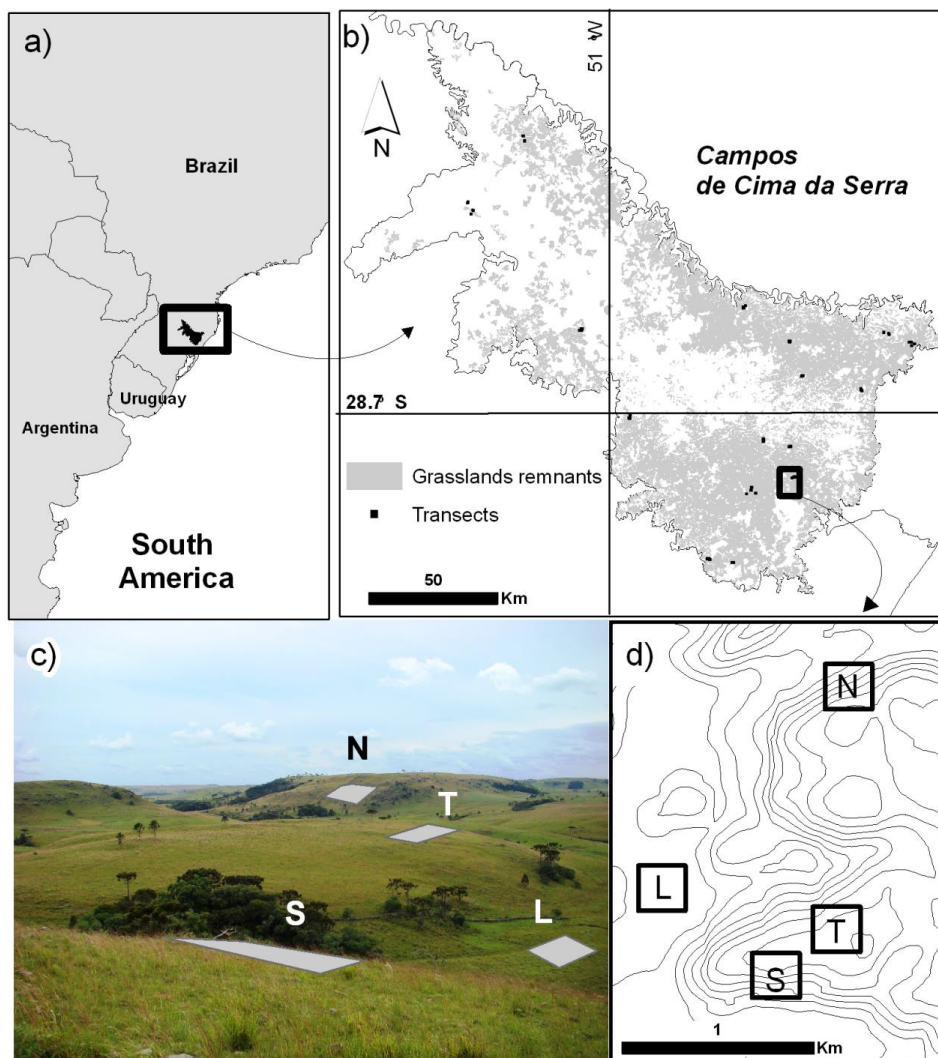 a)
Brazil
Uruguay
Argentina
South
America
b)
51 W
N
Campos
de Cima da Serra
28.7 S
Grasslands remnants
Transects
50
Km
c)
N
T
S
L
d)
N
L
T
S
1
Km